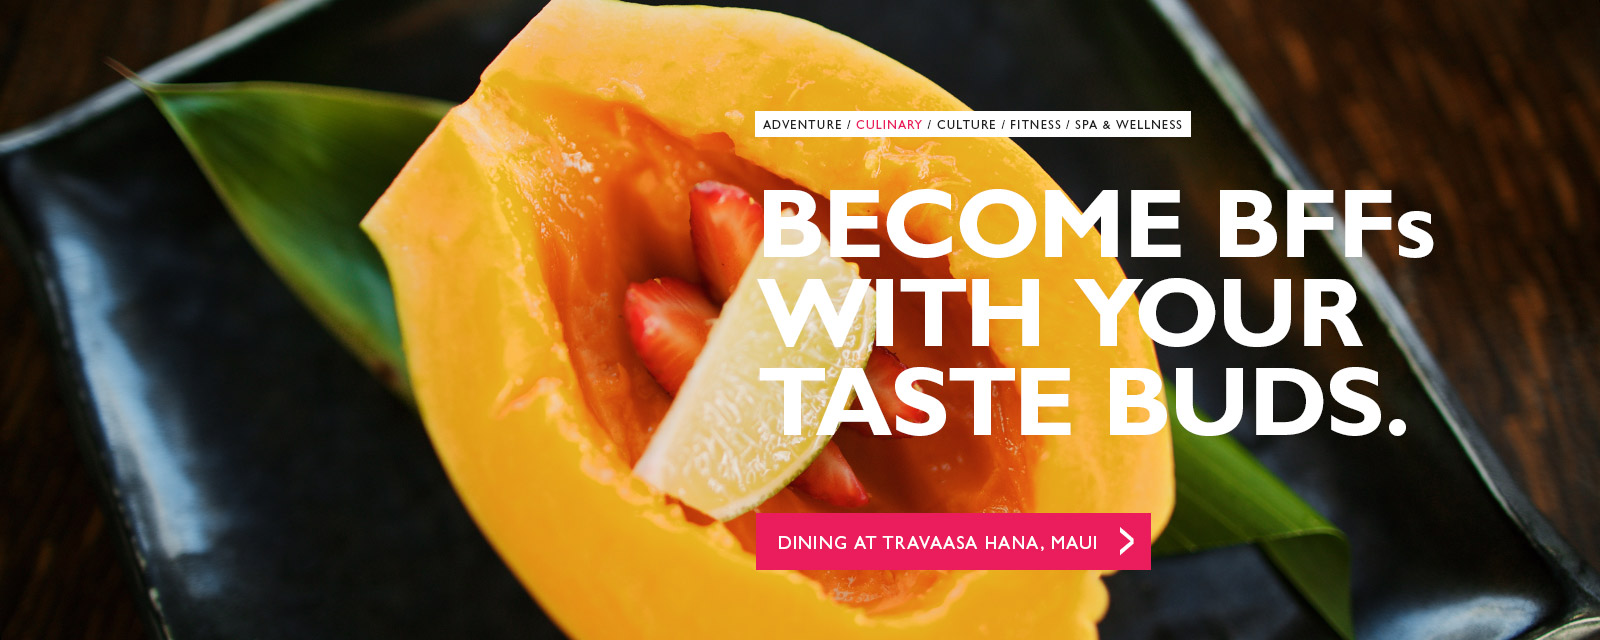 ADVENTURE / CULINARY / CULTURE / FITNESS / SPA & WELLNESS
BECOME BFFs
WITH YOUR
TASTE BUDS.
DINING AT TRAVAASA HANA, MAUI